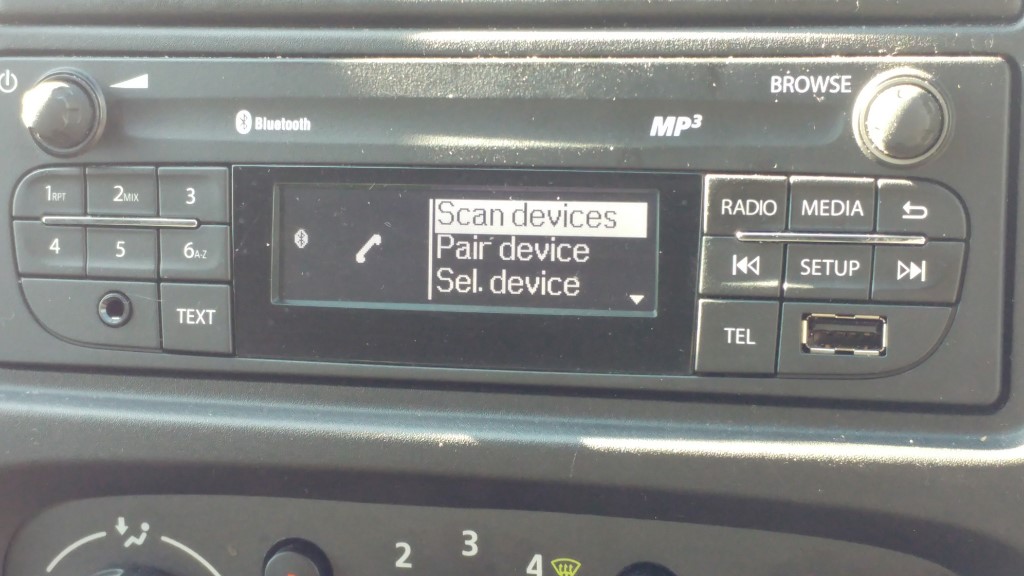 BROWSE
Bluetooth
MP3
1RPT
2MIX
3
4
5
6A-Z
TEXT
Scan devices
Pair device
Sel. device
RADIO
MEDIA
SETUP
TEL
2
3
4